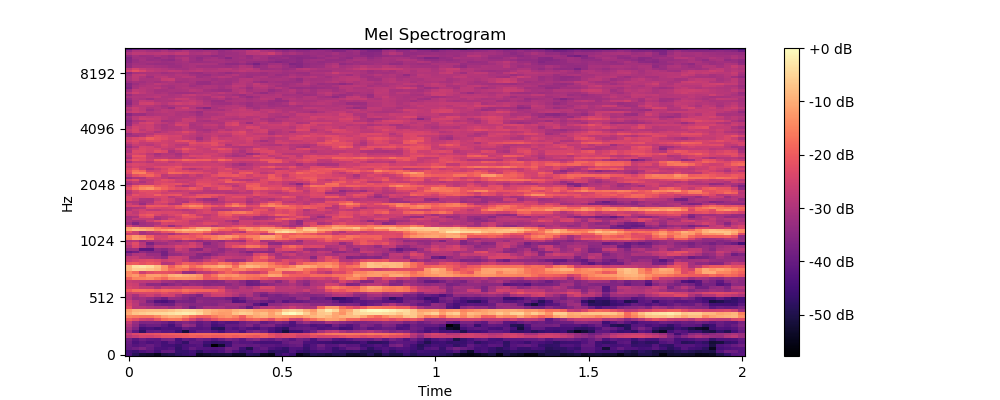 Mel Spectrogram
+0 dB
8192
-10 dB
4096
-20 dB
2048
Hz
-30 dB
1024
-40 dB
512
-50 dB
0
0 0.5 1 1.5 2
Time